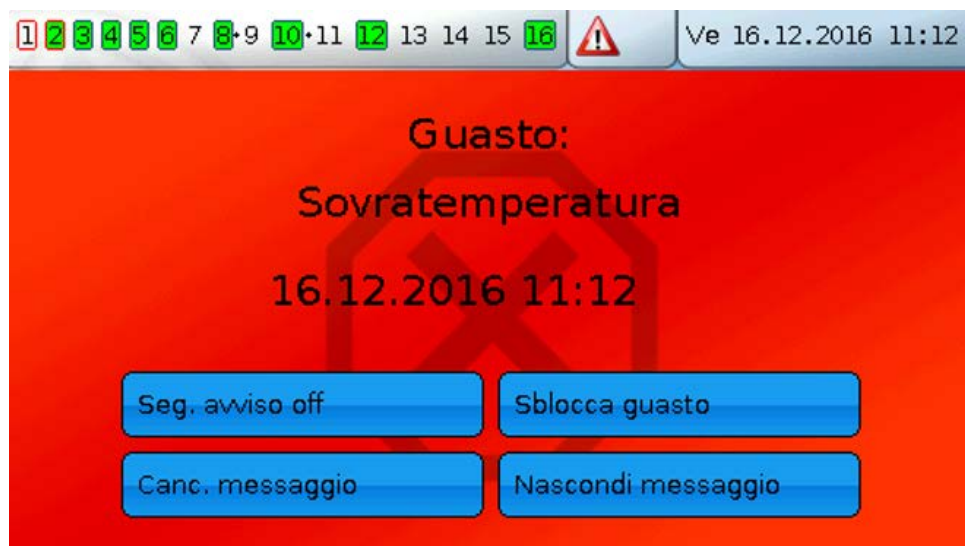 1 2 3 4 5 6 7 8+9 10+11 12 13 14 15 16 Ve 16.12.2016 11:12
Guasto:
Sovratemperatura
16.12.2016 11:12
Seg. avviso off Sblocca guasto
Canc. messaggio Nascondi messaggio